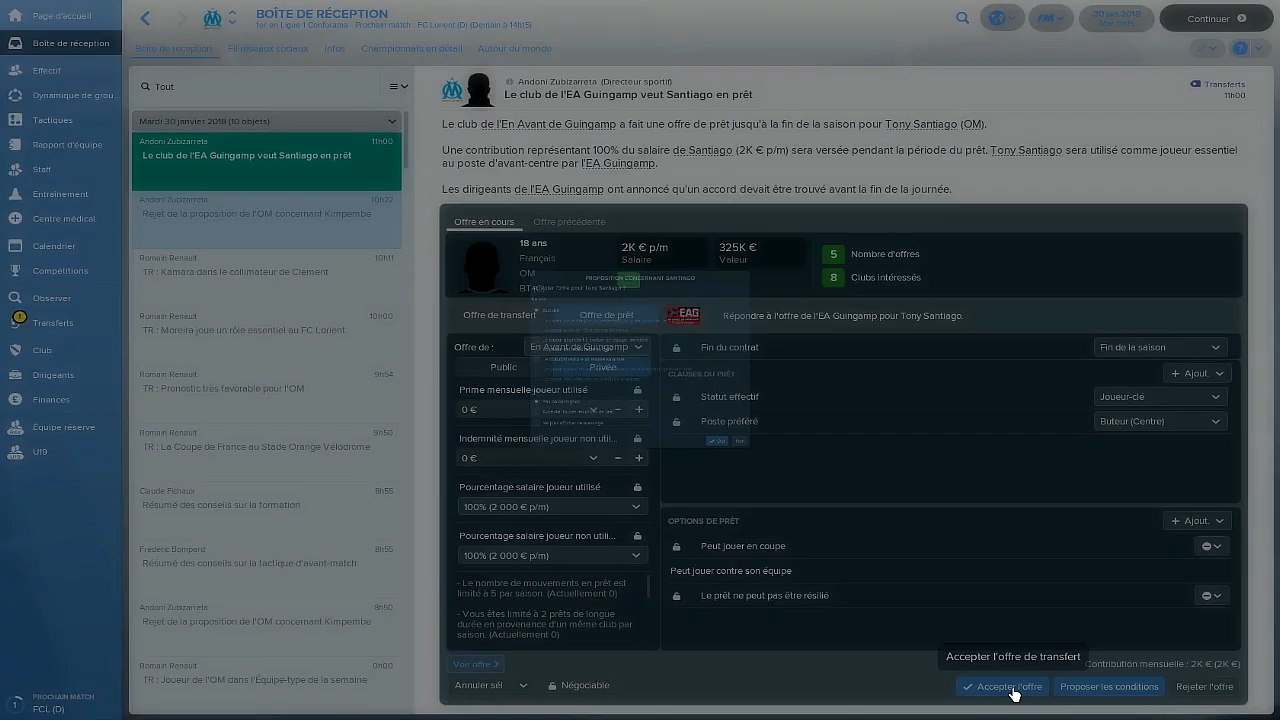 Page d'accueil
BOÎTE DE RÉCEPTION
1er en Ligue 1 Conforama - Prochain match - FC Lorient (D) (Demain à 14h15)
30 jan 2018
FM
Continuer
Boîte de réception
Boîte de réception
Fil réseaux sociaux
Infos
Championnats en détail
Autour du monde
Effectif
Dynamique de grou...
Tactiques
Rapport d'équipe
Staff
Entraînement
Centre médical
Calendrier
Compétitions
Observer
1
Transferts
Club
Dirigeants
Finances
Équipe réserve
U19
PROCHAIN MATCH
1
FCL (D)
Tout
Mardi 30 janvier 2018 (10 objets)
Andoni Zubizarreta 11h00
Le club de l'EA Guingamp veut Santiago en prêt
Andoni Zubizarreta 10h22
Rejet de la proposition de l'OM concernant Kimpembe
Romain Renault 10h11
TR : Kamara dans le collimateur de Clement
Romain Renault 10h00
TR : Moreira joue un rôle essentiel au FC Lorient
Romain Renault 9h54
TR : Pronostic très favorable pour l'OM
Romain Renault 9h50
TR : La Coupe de France au Stade Orange Vélodrome
Claude Fichaux 8h55
Résumé des conseils sur la formation
Frédéric Bompard 8h55
Résumé des conseils sur la tactique d'avant-match
Andoni Zubizarreta 8h50
Rejet de la proposition de l'OM concernant Kimpembe
Romain Renault 0h00
TR : Joueur de l'OM dans l'Équipe-type de la semaine
Andoni Zubizarreta (Directeur sportif)
Le club de l'EA Guingamp veut Santiago en prêt
Transferts
11h00
Le club de l'En Avant de Guingamp a fait une offre de prêt jusqu'à la fin de la saison pour Tony Santiago (OM).
Une contribution représentant 100% du salaire de Santiago (2K € p/m) sera versée pendant la période du prêt. Tony Santiago sera utilisé comme joueur essentiel
au poste d'avant-centre par l'EA Guingamp.
Les dirigeants de l'EA Guingamp ont annoncé qu'un accord devait être trouvé avant la fin de la journée.
Offre en cours
Offre précédente
18 ans
Français
OM
2K € p/m
Salaire
325K €
Valeur
5 Nombre d'offres
8 Clubs intéressés
PROPOSITION CONCERNANT SANTIAGO
Offre de transfert
Offre de prêt
EAG
Répondre à l'offre de l'EA Guingamp pour Tony Santiago.
Offre de :
En Avant de Guingamp
Public
Privée
Prime mensuelle joueur utilisé
0 €
Indemnité mensuelle joueur non util...
0 €
Pourcentage salaire joueur utilisé
100% (2 000 € p/m)
Pourcentage salaire joueur non utili...
100% (2 000 € p/m)
- Le nombre de mouvements en prêt est
limité à 5 par saison. (Actuellement 0)
- Vous êtes limité à 2 prêts de longue
durée en provenance d'un même club par
saison. (Actuellement 0)
Fin du contrat
Fin de la saison
CLAUSES DU PRÊT
+ Ajout.
Statut effectif
Joueur-clé
Poste préféré
Buteur (Centre)
Oui
OPTIONS DE PRÊT
+ Ajout.
Peut jouer en coupe
Peut jouer contre son équipe
Le prêt ne peut pas être résilié
Accepter l'offre de transfert
Voir offre >
Contribution mensuelle : 2K € (2K €)
Annuler sél
Négociable
Accepter l'offre
Proposer les conditions
Rejeter l'offre